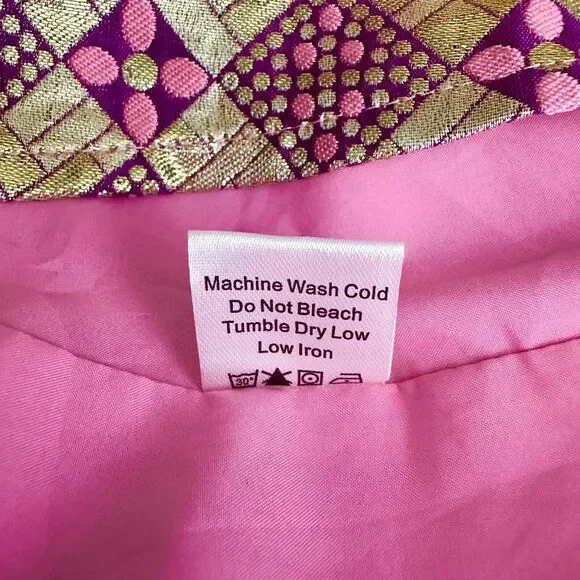 Machine Wash Cold
Do Not Bleach
Tumble Dry Low
Low Iron
30°